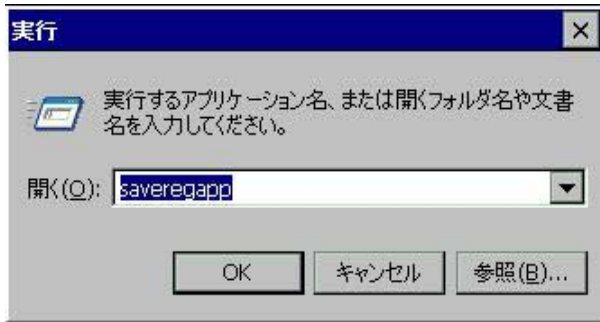 実行
実行するアプリケーション名、または開くフォルダ名や文書
名を入力してください。
開く(O): saveregapp
OK キャンセル 参照(B)...